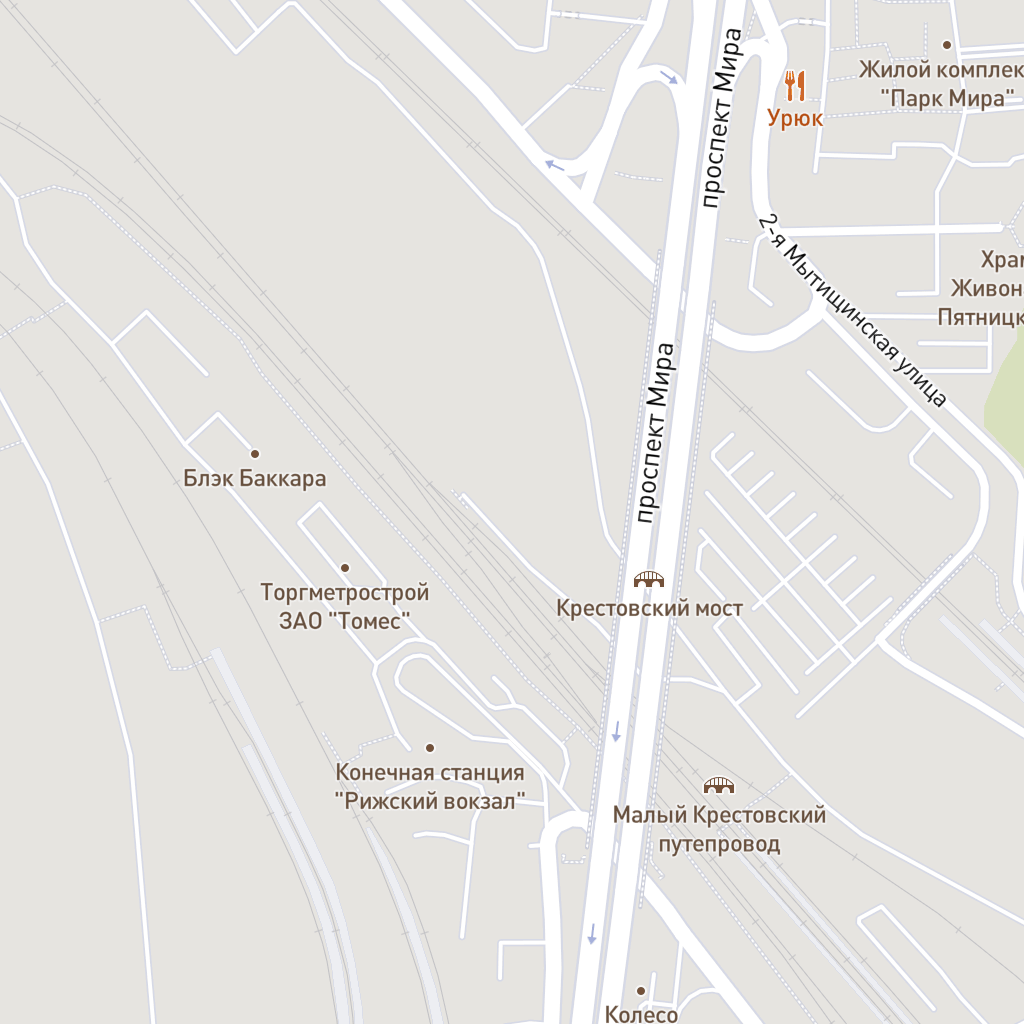 проспект Мира
Жилой комплек
"Парк Мира"
Урюк
2-я Мытищинская улица
Храм
Живон
Пятницк
проспект Мира
Блэк Баккара
Торгметрострой
ЗАО "Томес"
Крестовский мост
Конечная станция
"Рижский вокзал"
Малый Крестовский
путепровод
Колесо